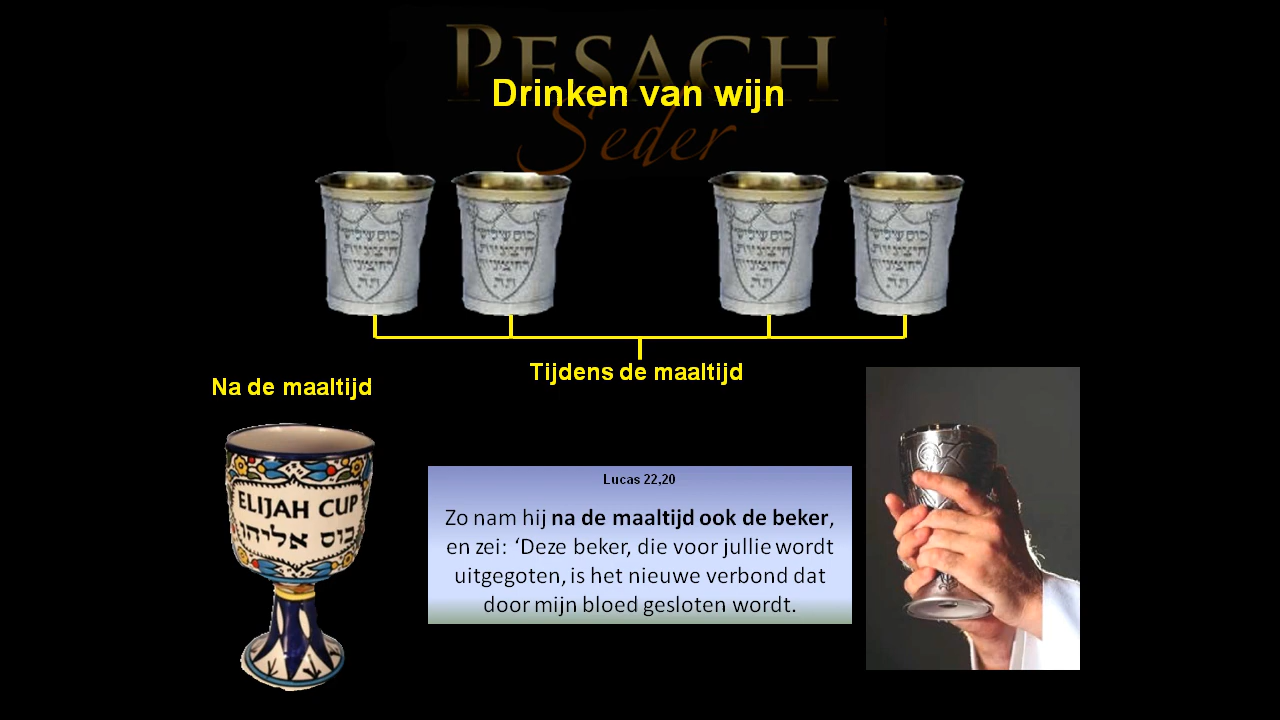 PESACH
Drinken van wijn
Seder
Tijdens de maaltijd
Na de maaltijd
ELIJAH CUP
כוס אליהו
Lucas 22,20
Zo nam hij na de maaltijd ook de beker,
en zei: ‘Deze beker, die voor jullie wordt
uitgegoten, is het nieuwe verbond dat
door mijn bloed gesloten wordt.